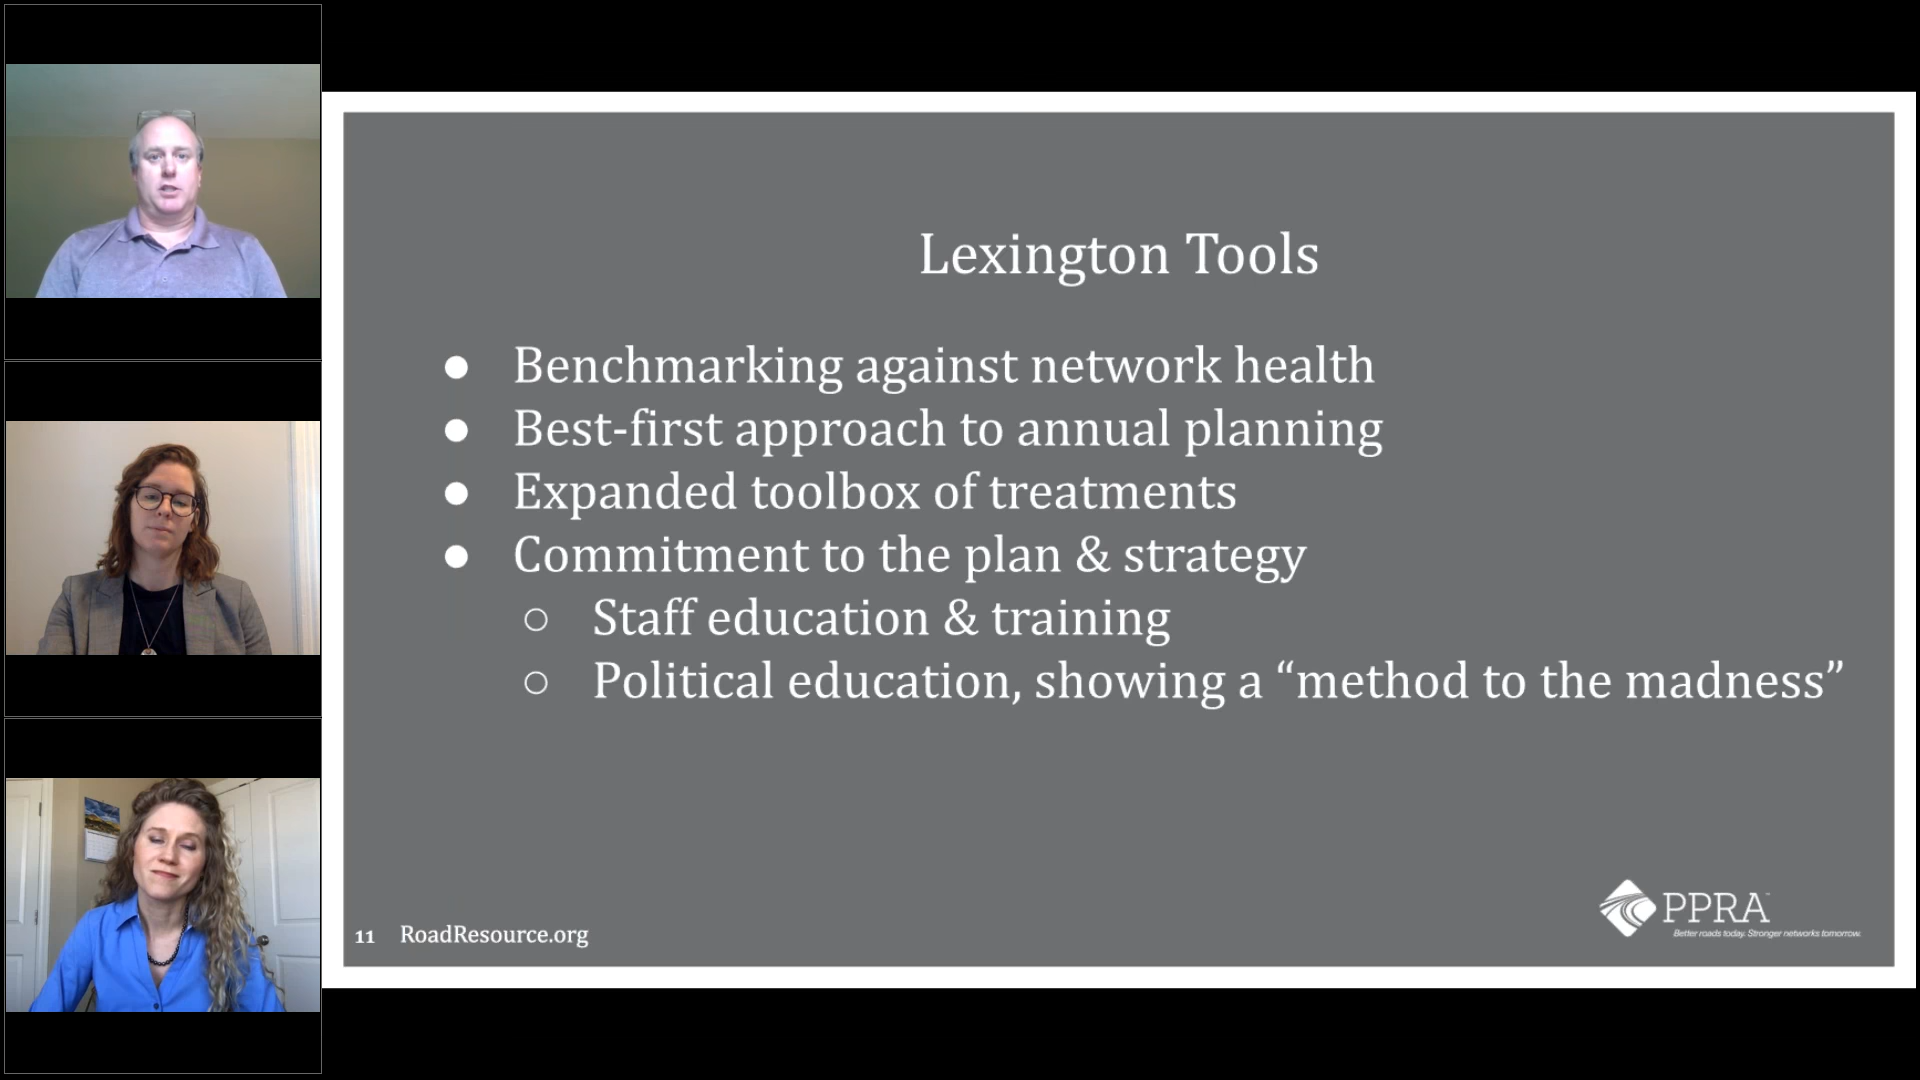 Lexington Tools
● Benchmarking against network health
● Best-first approach to annual planning
● Expanded toolbox of treatments
● Commitment to the plan & strategy
○ Staff education & training
○ Political education, showing a “method to the madness”
11 RoadResource.org
PPRA™
Better roads today. Stronger networks tomorrow.